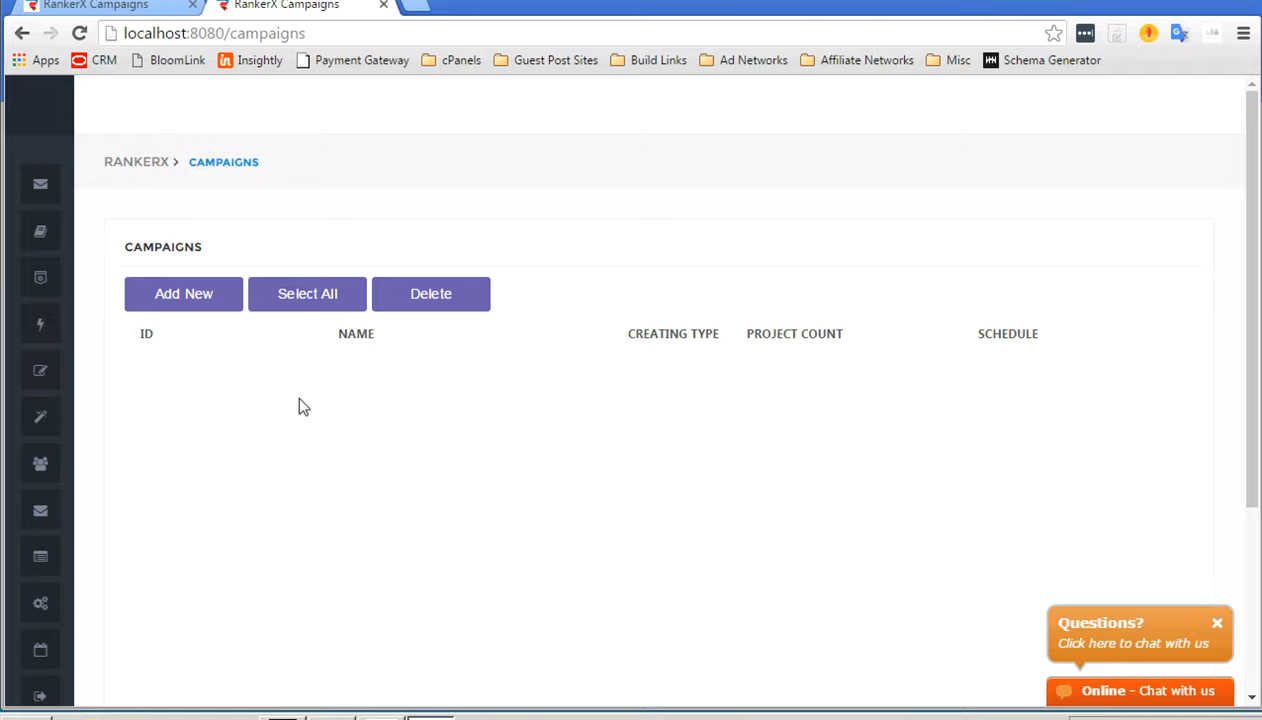 RankerX Campaigns
RankerX Campaigns
localhost:8080/campaigns
Apps CRM BloomLink Insightly Payment Gateway cPanels Guest Post Sites Build Links Ad Networks Affiliate Networks Misc Schema Generator
RANKERX > CAMPAIGNS
CAMPAIGNS
Add New Select All Delete
ID NAME CREATING TYPE PROJECT COUNT SCHEDULE
Questions?
Click here to chat with us
Online - Chat with us